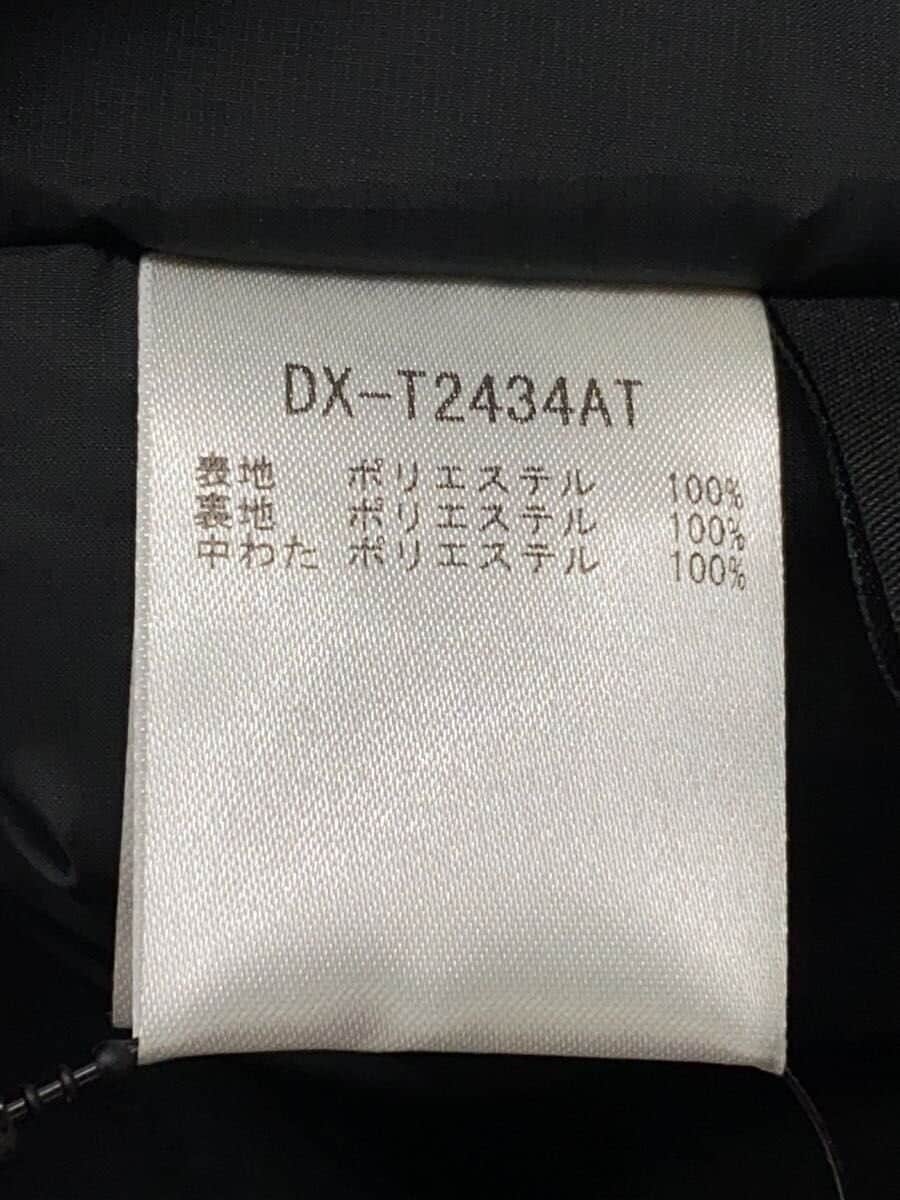 DX-T2434AT
表地 ポリエステル 100%
裏地 ポリエステル 100%
中わた ポリエステル 100%